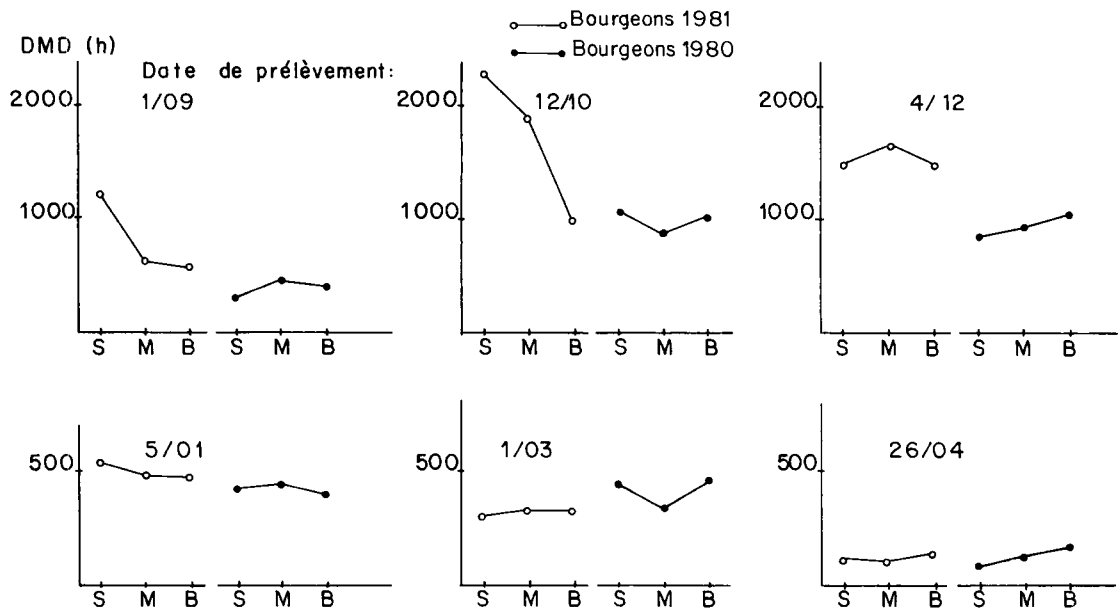 Bourgeons 1981
Bourgeons 1980
DMD (h)
Date de prélèvement:
1/09
12/10
4/12
2000
2000
2000
1000
1000
1000
S M B S M B
S M B S M B
S M B S M B
5/01
1/03
26/04
500
500
500
S M B S M B
S M B S M B
S M B S M B